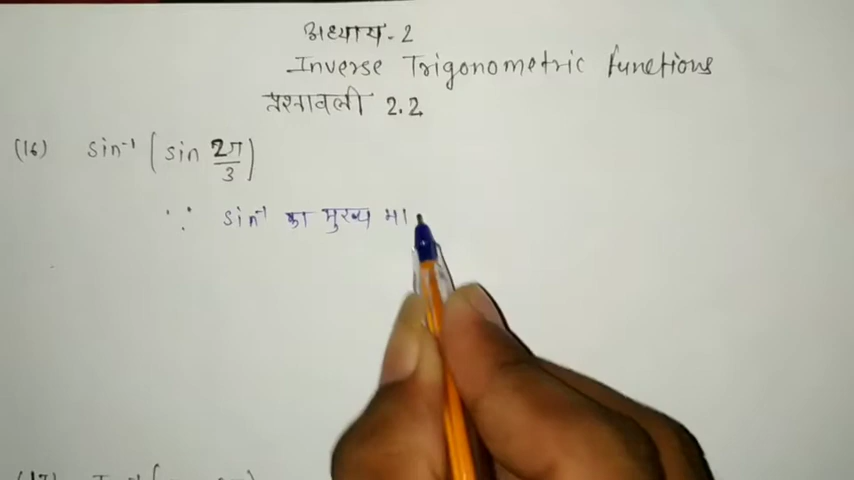 अध्याय - 2
Inverse Trigonometric functions
प्रश्नावली 2.2
(16) sin⁻¹ (sin 2π/3)
∵ sin⁻¹ का मुख्य मा